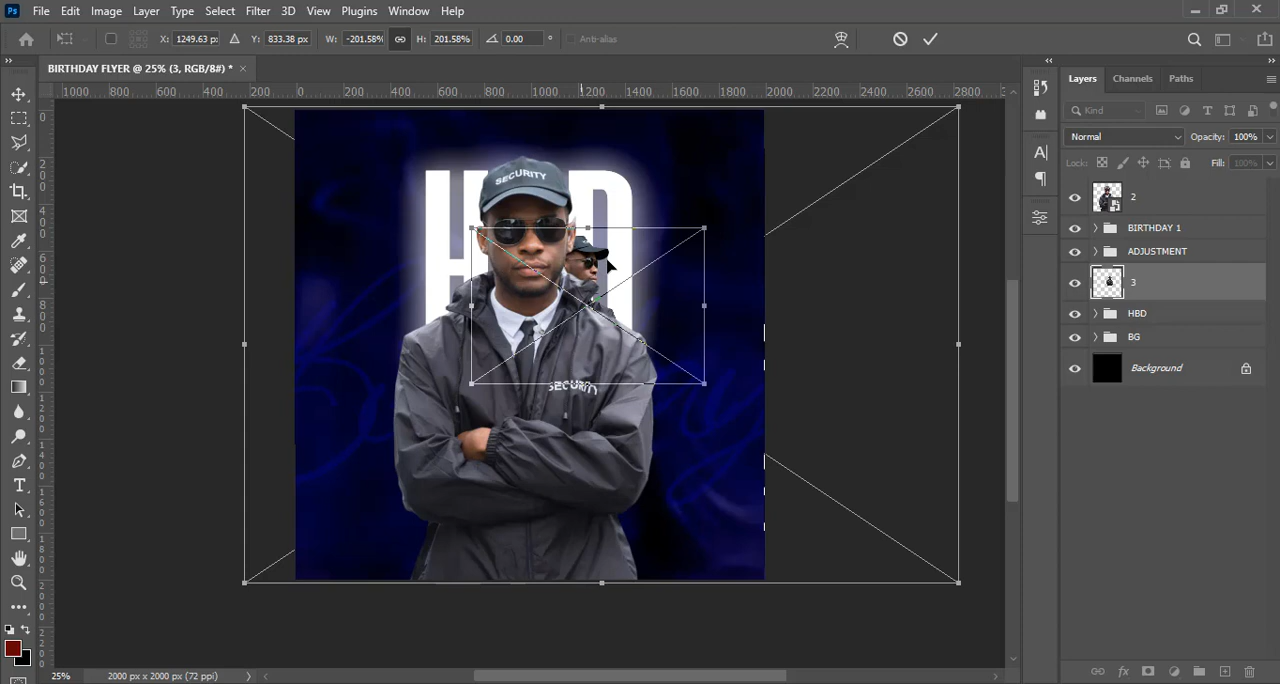 Ps File Edit Image Layer Type Select Filter 3D View Plugins Window Help
X: 1249.63 p: Y: 833.38 px W: -201.58% H: 201.58% 0.00 ° Anti-alias
BIRTHDAY FLYER @ 25% (3, RGB/8#) * ×
1000 800 600 400 200 0 200 400 600 800 1000 1200 1400 1600 1800 2000 2200 2400 2600 2800
Layers Channels Paths
Kind
Normal Opacity: 100%
Lock: Fill: 100%
2
BIRTHDAY 1
ADJUSTMENT
3
HBD
BG
Background
SECURITY
HBD
SECURITY
25% 2000 px x 2000 px (72 ppi)